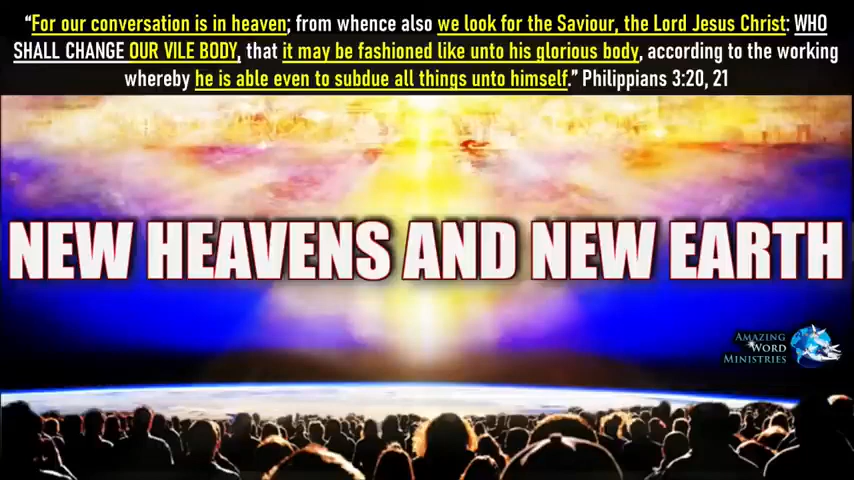 “For our conversation is in heaven; from whence also we look for the Saviour, the Lord Jesus Christ: WHO
SHALL CHANGE OUR VILE BODY, that it may be fashioned like unto his glorious body, according to the working
whereby he is able even to subdue all things unto himself.” Philippians 3:20, 21
NEW HEAVENS AND NEW EARTH
AMAZING
WORD
MINISTRIES